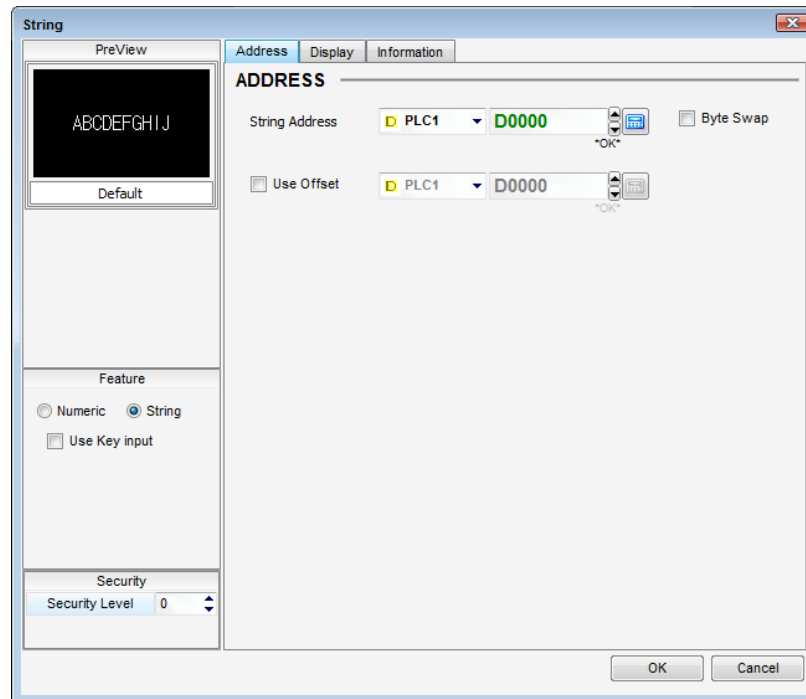 String
PreView
ABCDEFGHIJ
Default
Feature
Numeric String
Use Key input
Security
Security Level 0
Address Display Information
ADDRESS
String Address D PLC1 D0000 Byte Swap
*OK*
Use Offset D PLC1 D0000
*OK*
OK Cancel